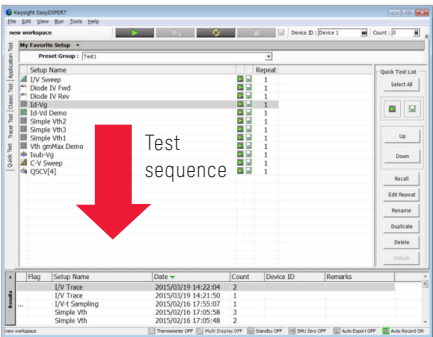 Keysight EasyEXPERT
File Edit View Run Tools Help
new workspace
Device ID : Device 1
Count : 0
My Favorite Setup
Preset Group : Test1
Application Test
Classic Test
Trace Test
Quick Test
Setup Name Repeat
I/V Sweep 1
Diode IV Fwd 1
Diode IV Rev 1
Id-Vg 1
Id-Vd Demo 1
Simple Vth2 1
Simple Vth3 1
Simple Vth1 1
Vth gmMax Demo 1
Isub-Vg 1
C-V Sweep 1
QSCV[4] 1
Test
sequence
Quick Test List
Select All
Up
Down
Recall
Edit Repeat
Rename
Duplicate
Delete
Unlock
Results
Flag Setup Name Date Count Device ID Remarks
I/V Trace 2015/03/19 14:22:04 2
I/V Trace 2015/03/19 14:21:50 1
... I/V-t Sampling 2015/02/16 17:55:07 1
Simple Vth 2015/02/16 17:05:58 3
Simple Vth 2015/02/16 17:05:48 2
new workspace
Thermometer OFF Multi Display OFF Standby OFF SMU Zero OFF Auto Export OFF Auto Record ON